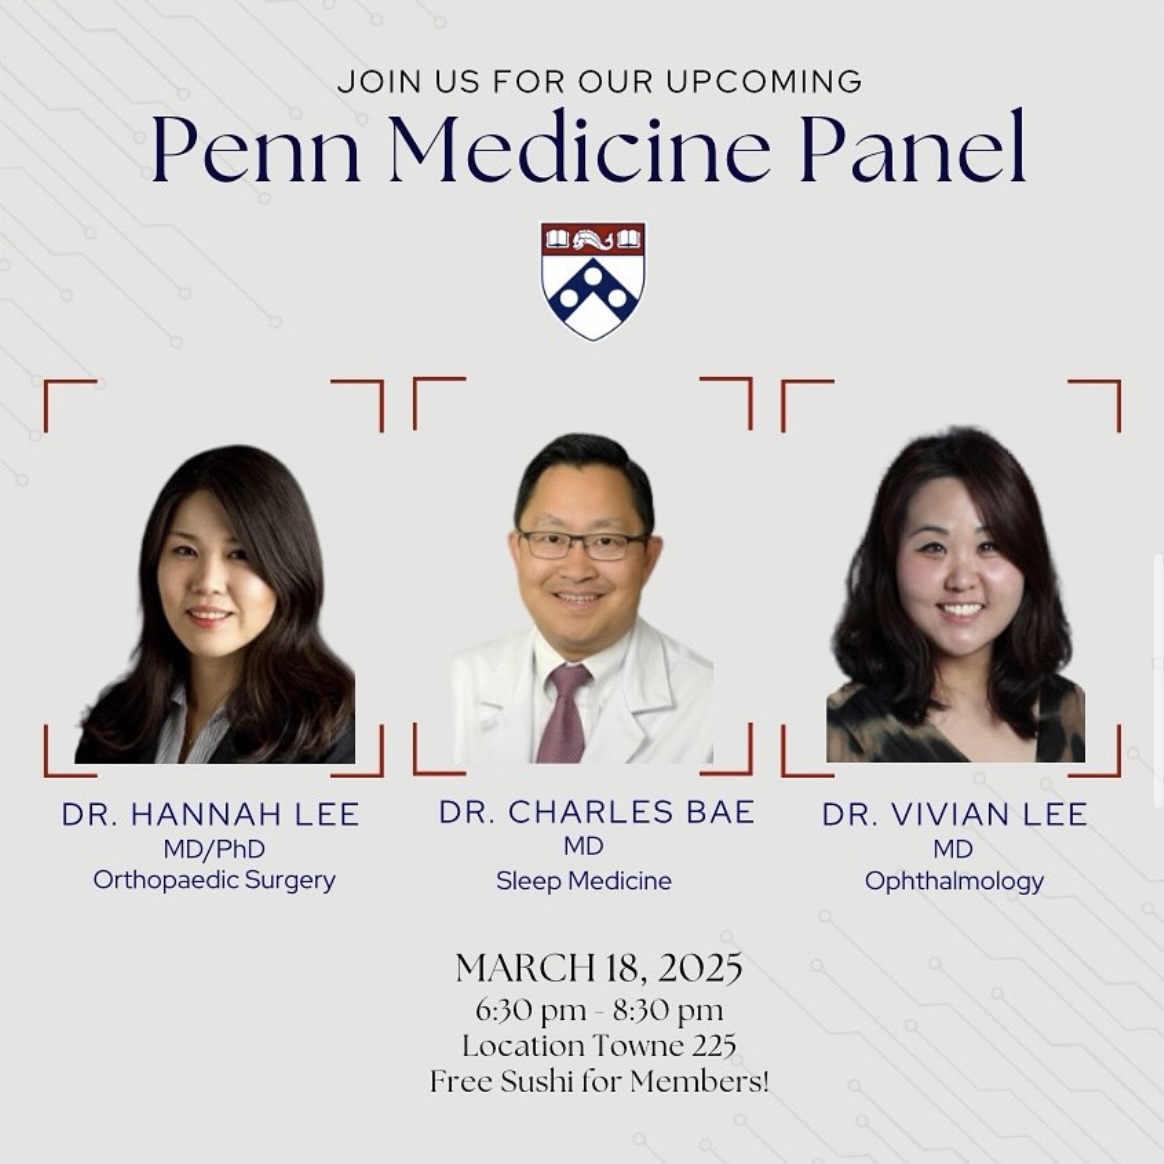 JOIN US FOR OUR UPCOMING
Penn Medicine Panel
DR. HANNAH LEE
MD/PhD
Orthopaedic Surgery
DR. CHARLES BAE
MD
Sleep Medicine
DR. VIVIAN LEE
MD
Ophthalmology
MARCH 18, 2025
6:30 pm - 8:30 pm
Location Towne 225
Free Sushi for Members!